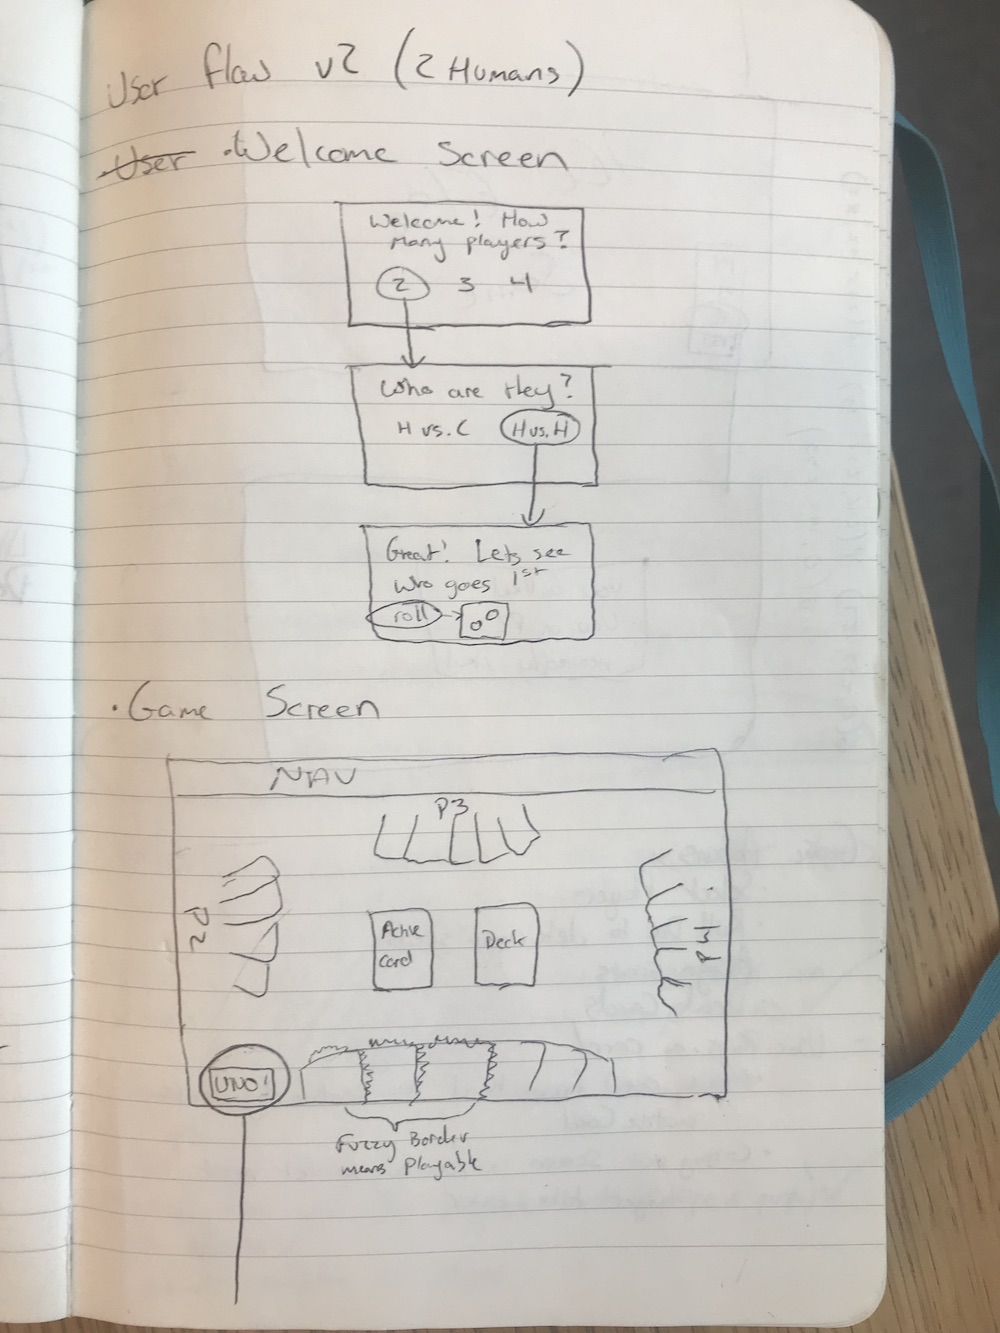 User flow v2 (2 Humans)
User • Welcome Screen
Welcome! How
many players?
2 3 4
Who are they?
H vs. C H vs. H
Great! Lets see
who goes 1st
roll
• Game Screen
NAV
P3
P2
P4
Active
Card
Deck
UNO!
Fuzzy Border
means Playable